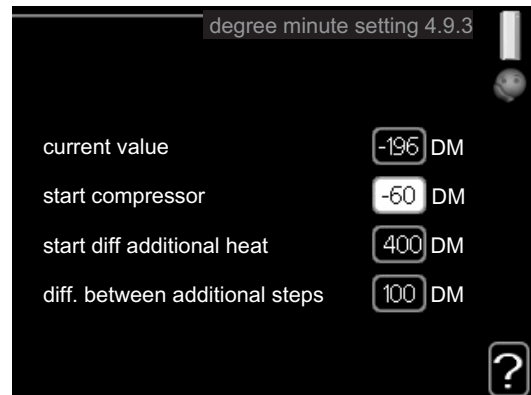 degree minute setting 4.9.3
current value -196 DM
start compressor -60 DM
start diff additional heat 400 DM
diff. between additional steps 100 DM
?